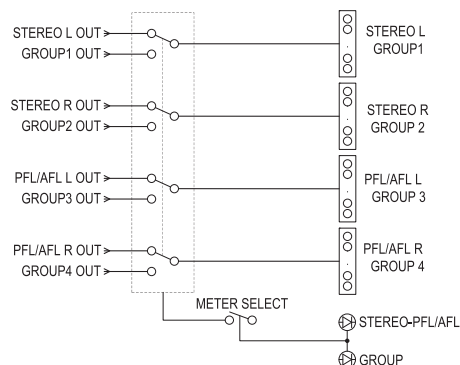 STEREO L OUT
GROUP1 OUT
STEREO L
GROUP1
STEREO R OUT
GROUP2 OUT
STEREO R
GROUP 2
PFL/AFL L OUT
GROUP3 OUT
PFL/AFL L
GROUP 3
PFL/AFL R OUT
GROUP4 OUT
PFL/AFL R
GROUP 4
METER SELECT
STEREO-PFL/AFL
GROUP